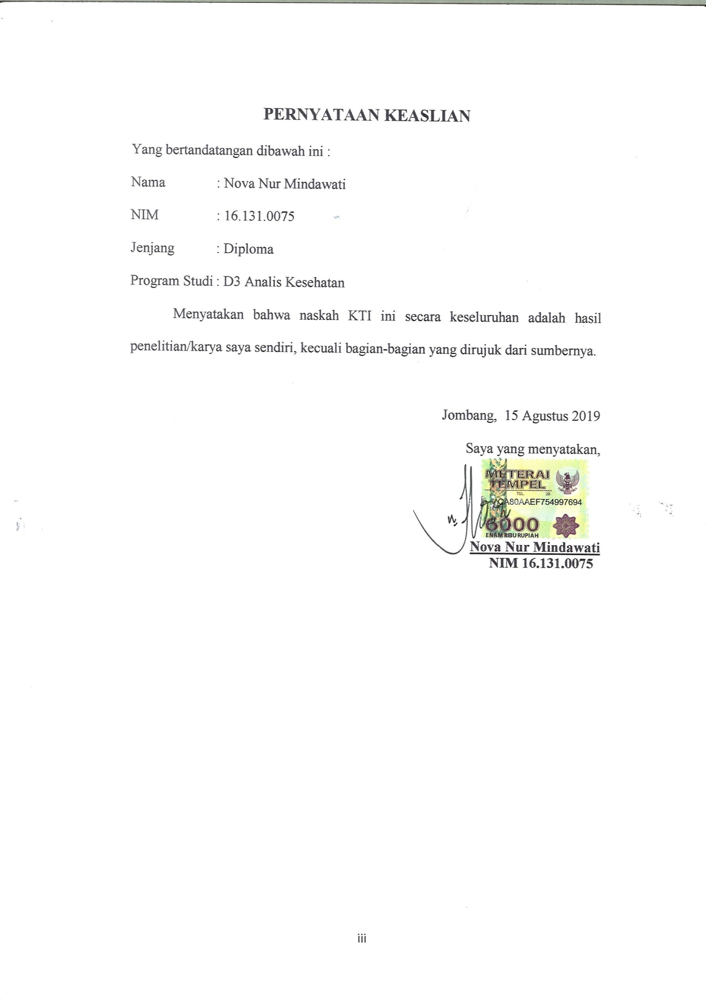 PERNYATAAN KEASLIAN
Yang bertandatangan dibawah ini :
Nama : Nova Nur Mindawati
NIM : 16.131.0075
Jenjang : Diploma
Program Studi : D3 Analis Kesehatan
Menyatakan bahwa naskah KTI ini secara keseluruhan adalah hasil
penelitian/karya saya sendiri, kecuali bagian-bagian yang dirujuk dari sumbernya.
Jombang, 15 Agustus 2019
Saya yang menyatakan,
METERAI
TEMPEL
TGL. 20
CA80AAEF754997694
6000
ENAM RIBU RUPIAH
Nova Nur Mindawati
NIM 16.131.0075
iii